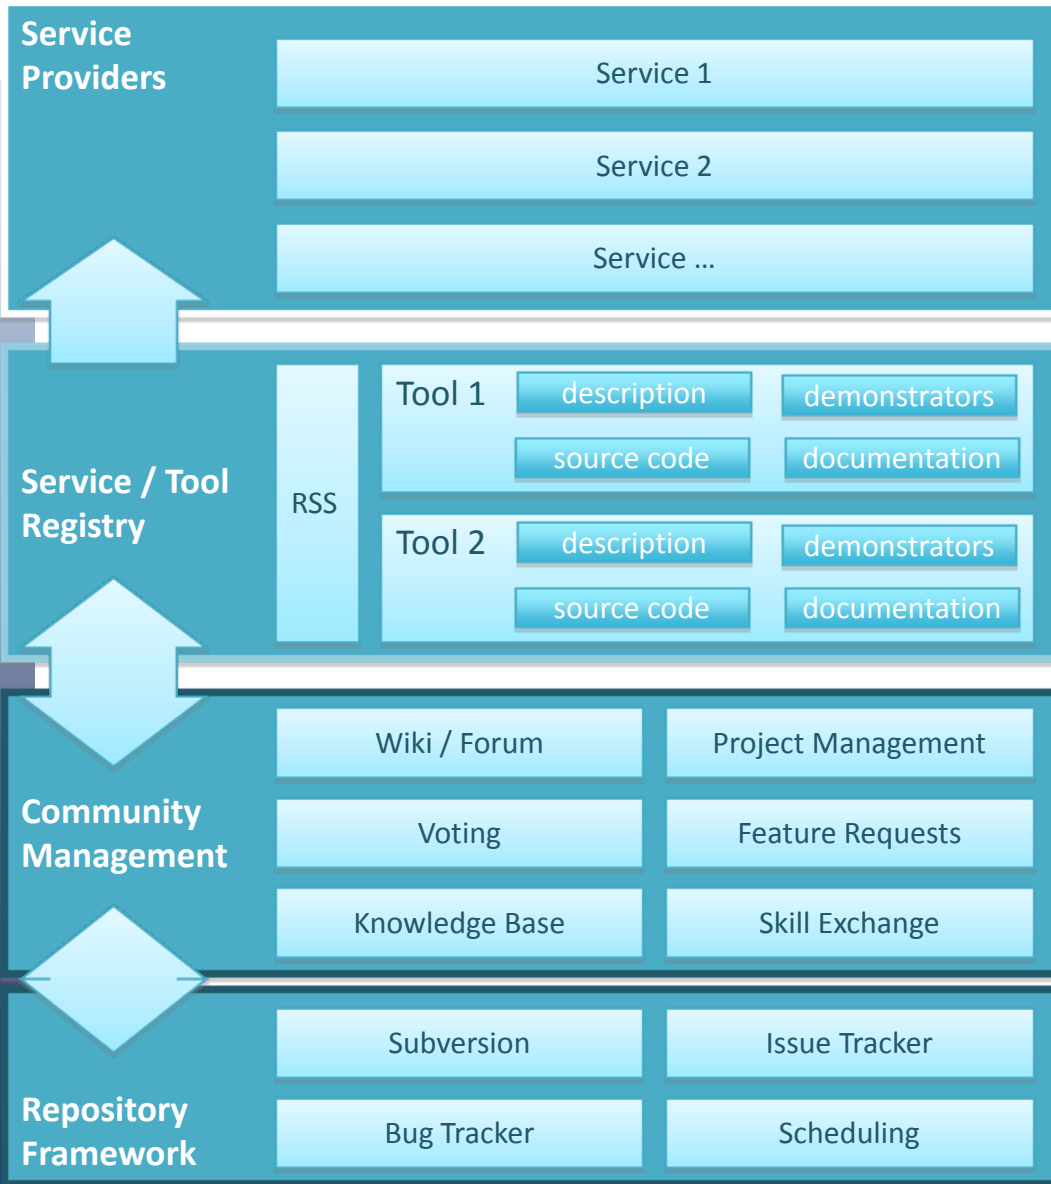 Service
Providers
Service 1
Service 2
Service ...
Service / Tool
Registry
RSS
Tool 1
description
demonstrators
source code
documentation
Tool 2
description
demonstrators
source code
documentation
Community
Management
Wiki / Forum
Project Management
Voting
Feature Requests
Knowledge Base
Skill Exchange
Repository
Framework
Subversion
Issue Tracker
Bug Tracker
Scheduling